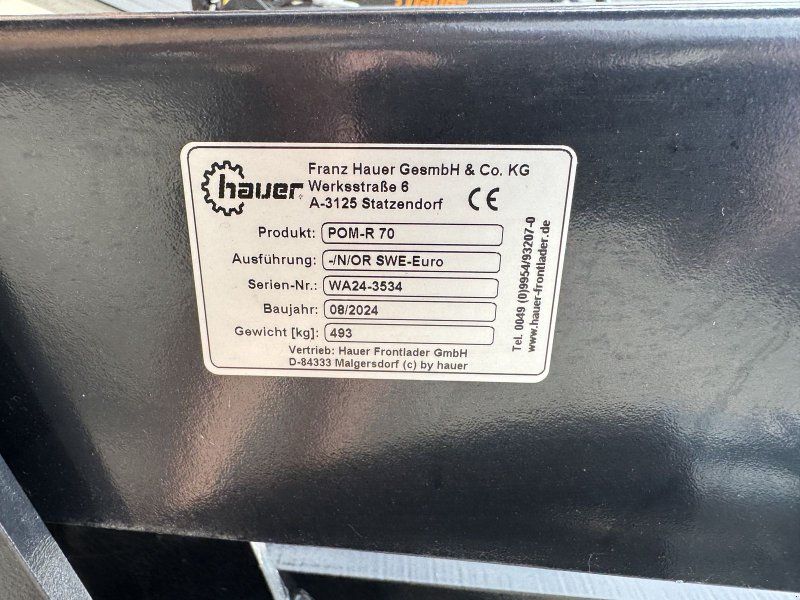 hauer
Franz Hauer GesmbH & Co. KG
Werksstraße 6
A-3125 Statzendorf
CE
Produkt: POM-R 70
Ausführung: -/N/OR SWE-Euro
Serien-Nr.: WA24-3534
Baujahr: 08/2024
Gewicht [kg]: 493
Vertrieb: Hauer Frontlader GmbH
D-84333 Malgersdorf (c) by hauer
Tel. 0049 (0)9954/93207-0
www.hauer-frontlader.de